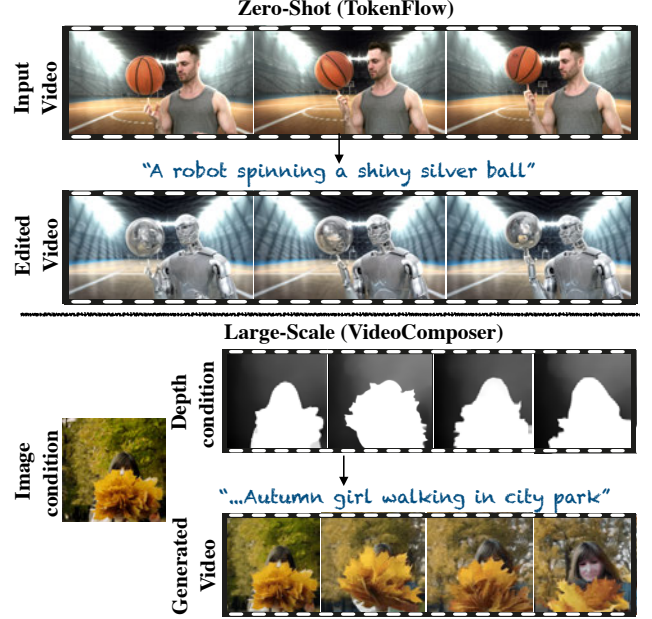 Zero-Shot (TokenFlow)
Input
Video
“A robot spinning a shiny silver ball”
Edited
Video
Large-Scale (VideoComposer)
Depth
condition
Image
condition
“...Autumn girl walking in city park”
Generated
Video